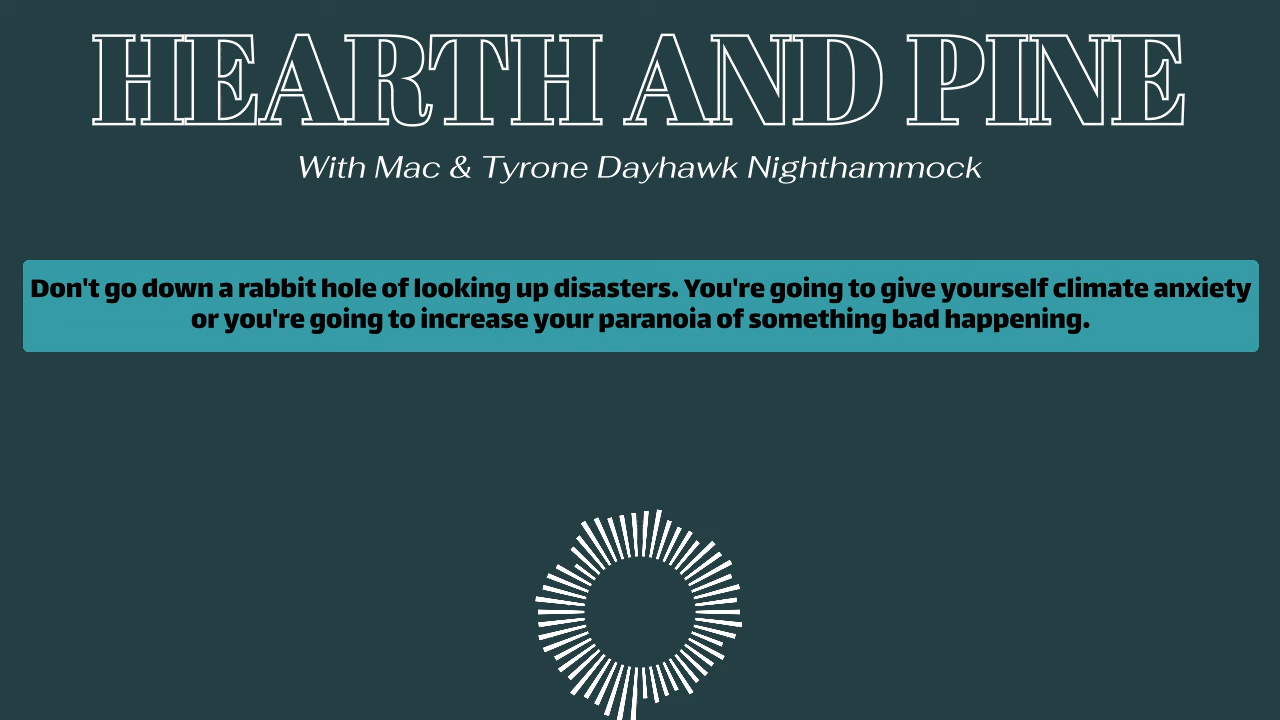 HEARTH AND PINE
With Mac & Tyrone Dayhawk Nighthammock
Don't go down a rabbit hole of looking up disasters. You're going to give yourself climate anxiety
or you're going to increase your paranoia of something bad happening.